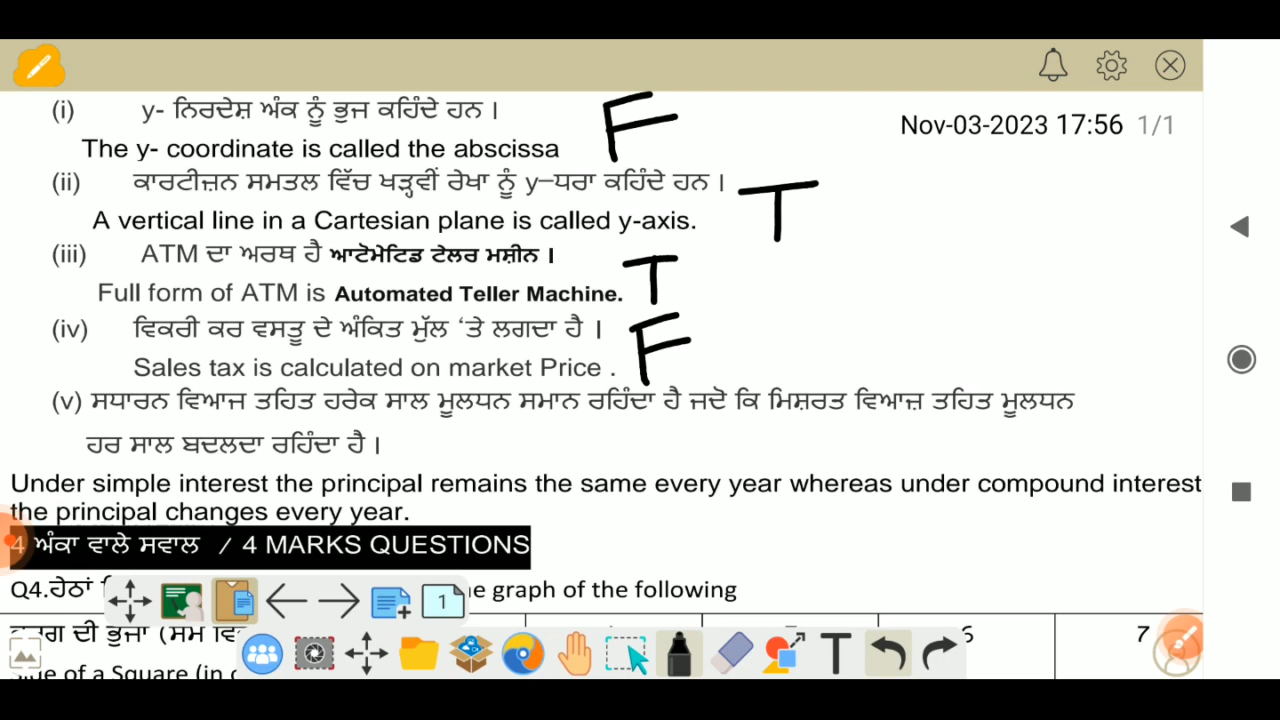 (i) y- ਨਿਰਦੇਸ਼ ਅੰਕ ਨੂੰ ਭੁਜ ਕਹਿੰਦੇ ਹਨ ।
F
Nov-03-2023 17:56 1/1
The y- coordinate is called the abscissa
(ii) ਕਾਰਟੀਜ਼ਨ ਸਮਤਲ ਵਿੱਚ ਖੜ੍ਹਵੀਂ ਰੇਖਾ ਨੂੰ y–ਧਰਾ ਕਹਿੰਦੇ ਹਨ ।
T
A vertical line in a Cartesian plane is called y-axis.
(iii) ATM ਦਾ ਅਰਥ ਹੈ ਆਟੋਮੇਟਿਡ ਟੇਲਰ ਮਸ਼ੀਨ ।
T
Full form of ATM is Automated Teller Machine.
(iv) ਵਿਕਰੀ ਕਰ ਵਸਤੂ ਦੇ ਅੰਕਿਤ ਮੁੱਲ ‘ਤੇ ਲਗਦਾ ਹੈ ।
F
Sales tax is calculated on market Price .
(v) ਸਧਾਰਨ ਵਿਆਜ ਤਹਿਤ ਹਰੇਕ ਸਾਲ ਮੂਲਧਨ ਸਮਾਨ ਰਹਿੰਦਾ ਹੈ ਜਦੋ ਕਿ ਮਿਸ਼ਰਤ ਵਿਆਜ਼ ਤਹਿਤ ਮੂਲਧਨ
ਹਰ ਸਾਲ ਬਦਲਦਾ ਰਹਿੰਦਾ ਹੈ ।
Under simple interest the principal remains the same every year whereas under compound interest
the principal changes every year.
4 ਅੰਕਾ ਵਾਲੇ ਸਵਾਲ / 4 MARKS QUESTIONS
Q4.ਹੇਠਾਂ graph of the following
1
ਦੀ ਭੁਜਾ 6 7
of a Square (in
T